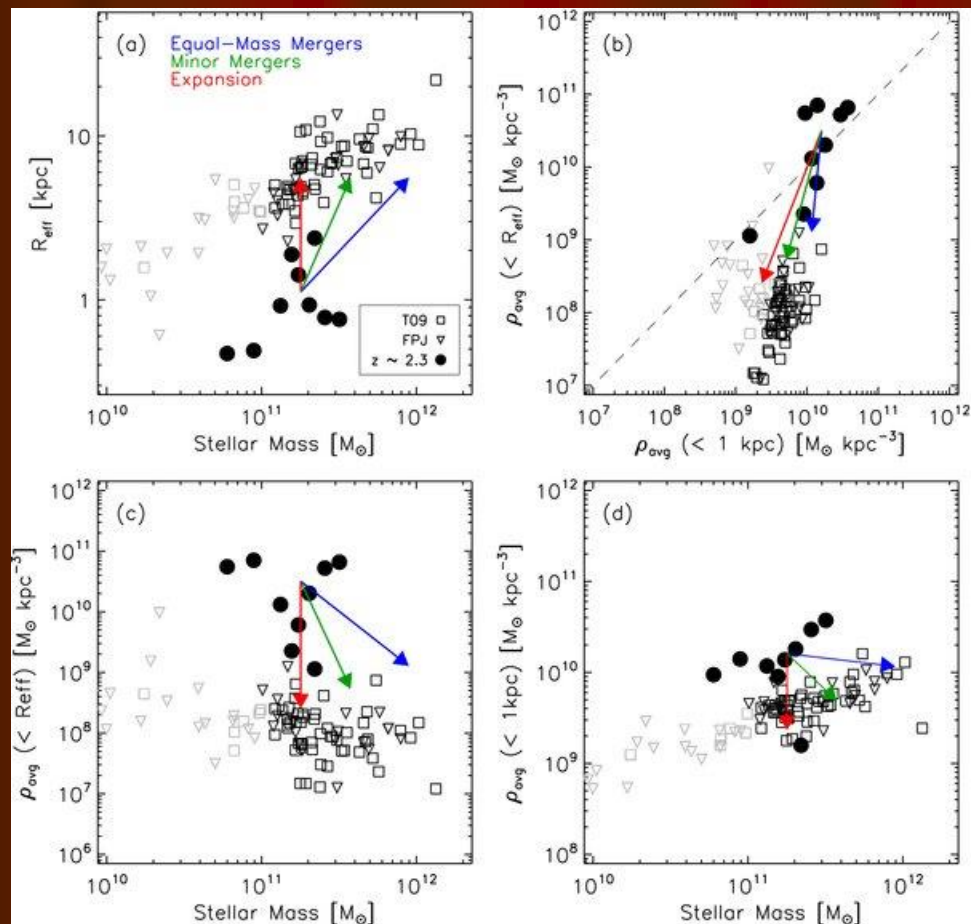 (a)
Equal-Mass Mergers
Minor Mergers
Expansion
10
1
R_eff [kpc]
T09
FPJ
z ~ 2.3
10^10 10^11 10^12
Stellar Mass [M_⊙]
(b)
10^12
10^11
10^10
10^9
10^8
10^7
ρ_avg (< R_eff) [M_⊙ kpc^-3]
10^7 10^8 10^9 10^10 10^11 10^12
ρ_avg (< 1 kpc) [M_⊙ kpc^-3]
(c)
10^12
10^11
10^10
10^9
10^8
10^7
10^6
ρ_avg (< Reff) [M_⊙ kpc^-3]
10^10 10^11 10^12
Stellar Mass [M_⊙]
(d)
10^12
10^11
10^10
10^9
10^8
ρ_avg (< 1kpc) [M_⊙ kpc^-3]
10^10 10^11 10^12
Stellar Mass [M_⊙]